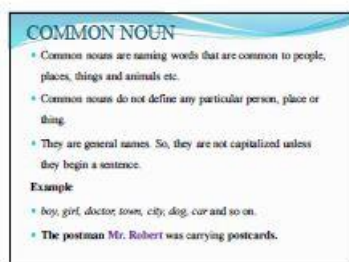 COMMON NOUN
• Common nouns are naming words that are common to people,
places, things and animals etc.
• Common nouns do not define any particular person, place or
thing.
• They are general names. So, they are not capitalized unless
they begin a sentence.
Example
• boy, girl, doctor, town, city, dog, car and so on.
• The postman Mr. Robert was carrying postcards.